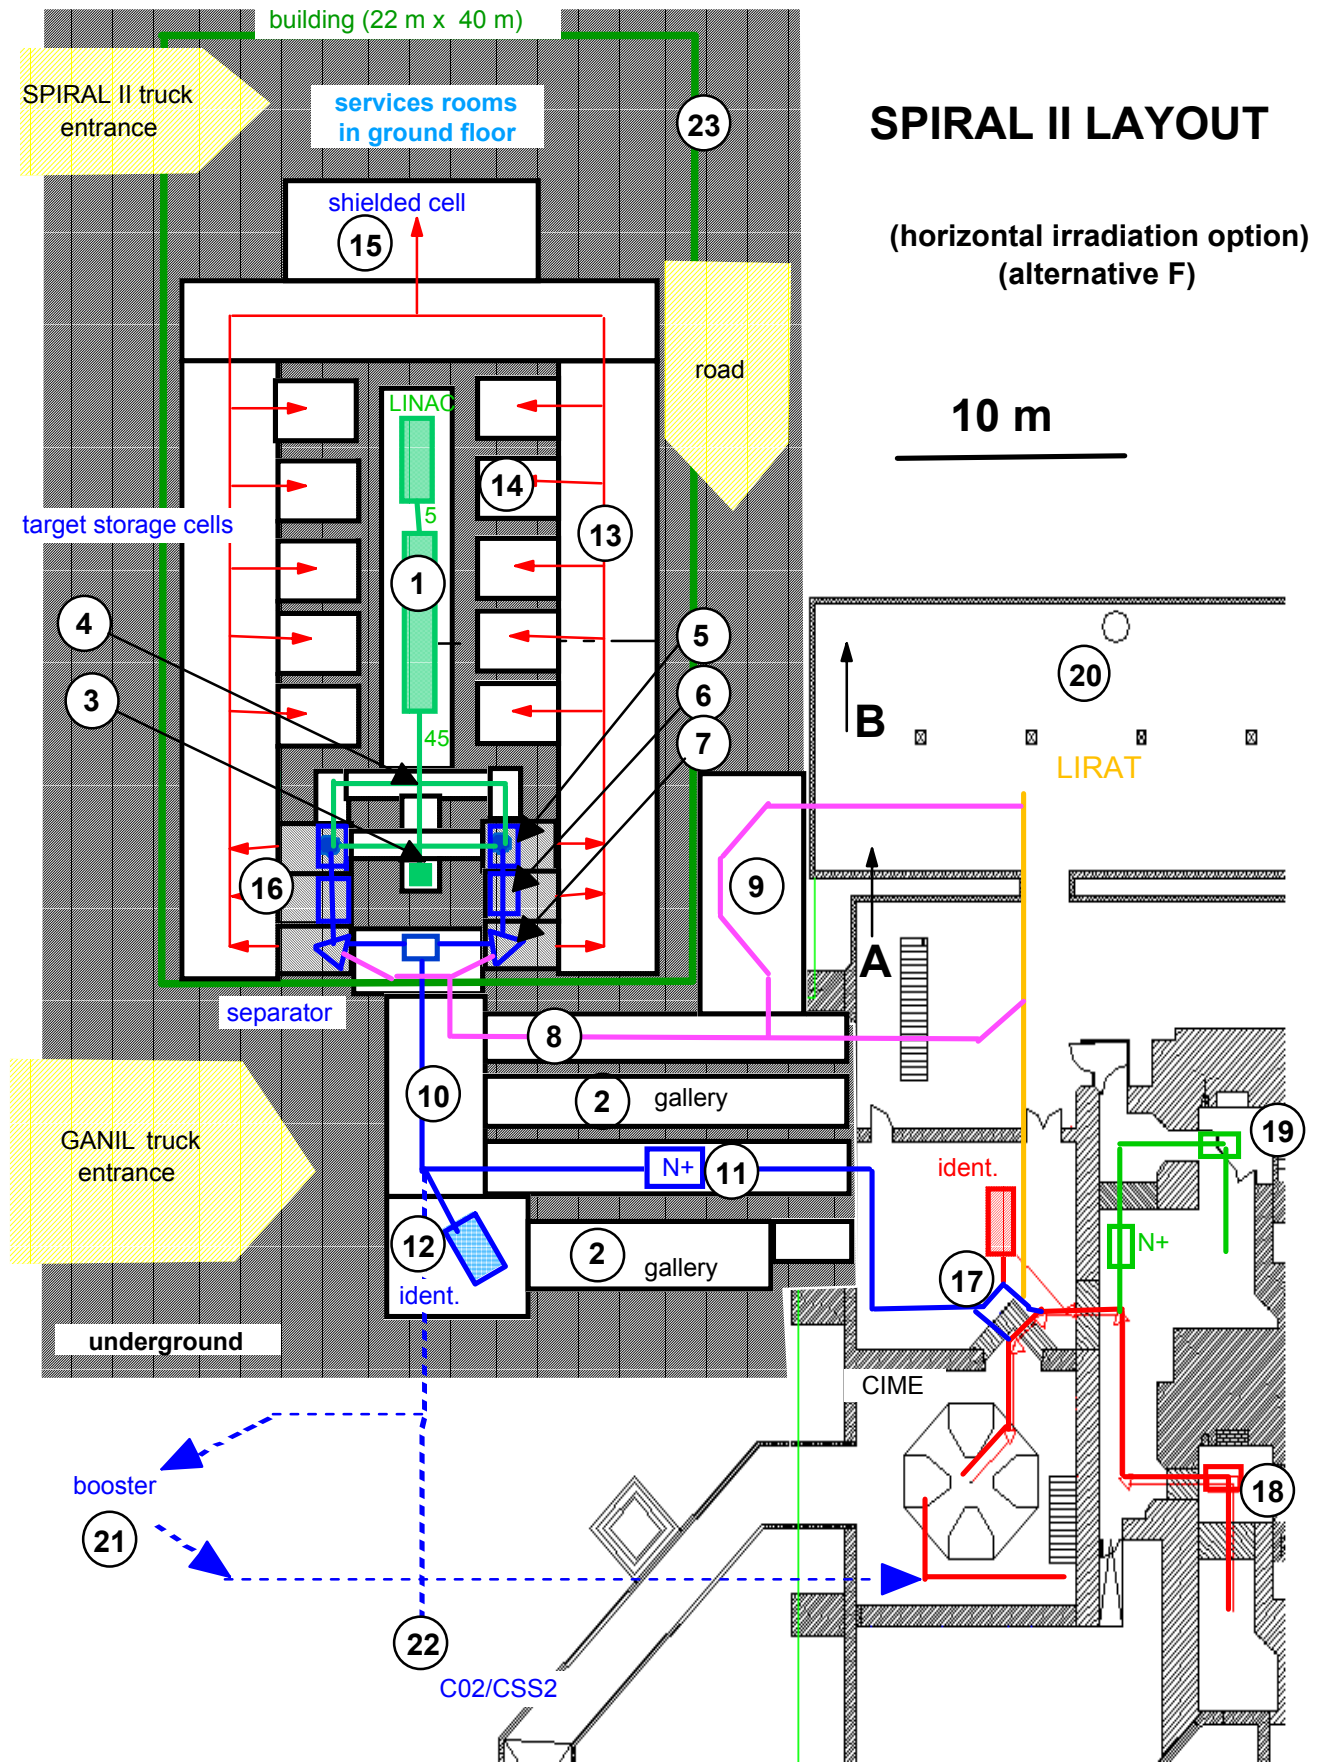 building (22 m x 40 m)
SPIRAL II truck
entrance
services rooms
in ground floor
23
SPIRAL II LAYOUT
shielded cell
15
(horizontal irradiation option)
(alternative F)
road
LINAC
10 m
14
5
target storage cells
13
1
4
5
20
3
6
B
45
7
LIRAT
16
9
A
separator
8
10
2
gallery
GANIL truck
entrance
N+
11
ident.
19
12
2
gallery
N+
ident.
17
underground
CIME
booster
18
21
22
C02/CSS2